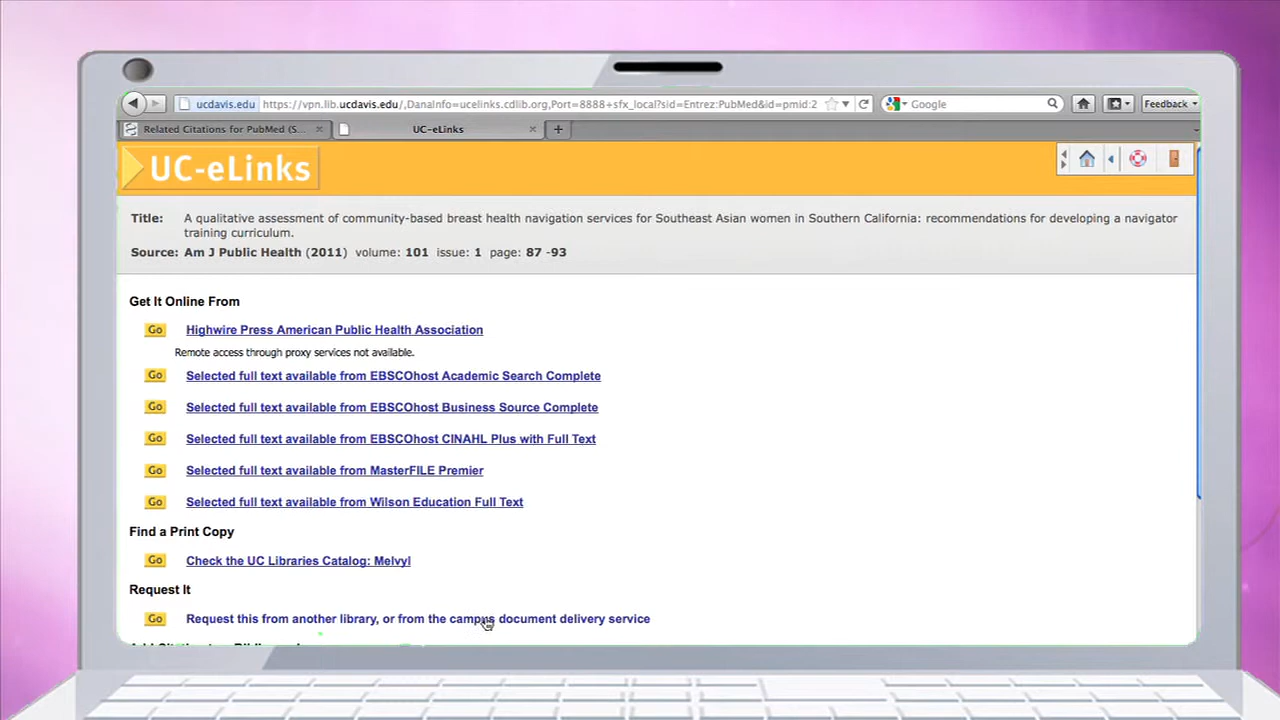 ucdavis.edu https://vpn.lib.ucdavis.edu/,DanaInfo=ucelinks.cdlib.org,Port=8888+sfx_local?sid=Entrez:PubMed&id=pmid:2 Google Feedback
Related Citations for PubMed (S... UC-eLinks
UC-eLinks
Title: A qualitative assessment of community-based breast health navigation services for Southeast Asian women in Southern California: recommendations for developing a navigator
training curriculum.
Source: Am J Public Health (2011) volume: 101 issue: 1 page: 87 -93
Get It Online From
Go Highwire Press American Public Health Association
Remote access through proxy services not available.
Go Selected full text available from EBSCOhost Academic Search Complete
Go Selected full text available from EBSCOhost Business Source Complete
Go Selected full text available from EBSCOhost CINAHL Plus with Full Text
Go Selected full text available from MasterFILE Premier
Go Selected full text available from Wilson Education Full Text
Find a Print Copy
Go Check the UC Libraries Catalog: Melvyl
Request It
Go Request this from another library, or from the campus document delivery service